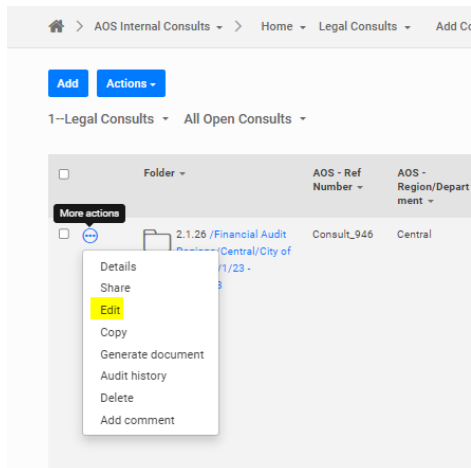 AOS Internal Consults Home Legal Consults Add Co
Add Actions
1--Legal Consults All Open Consults
Folder AOS - Ref Number AOS - Region/Depart ment
More actions
2.1.26 /Financial Audit Consult_946 Central
Regions/Central/City of
/1/23 -
3
Details
Share
Edit
Copy
Generate document
Audit history
Delete
Add comment